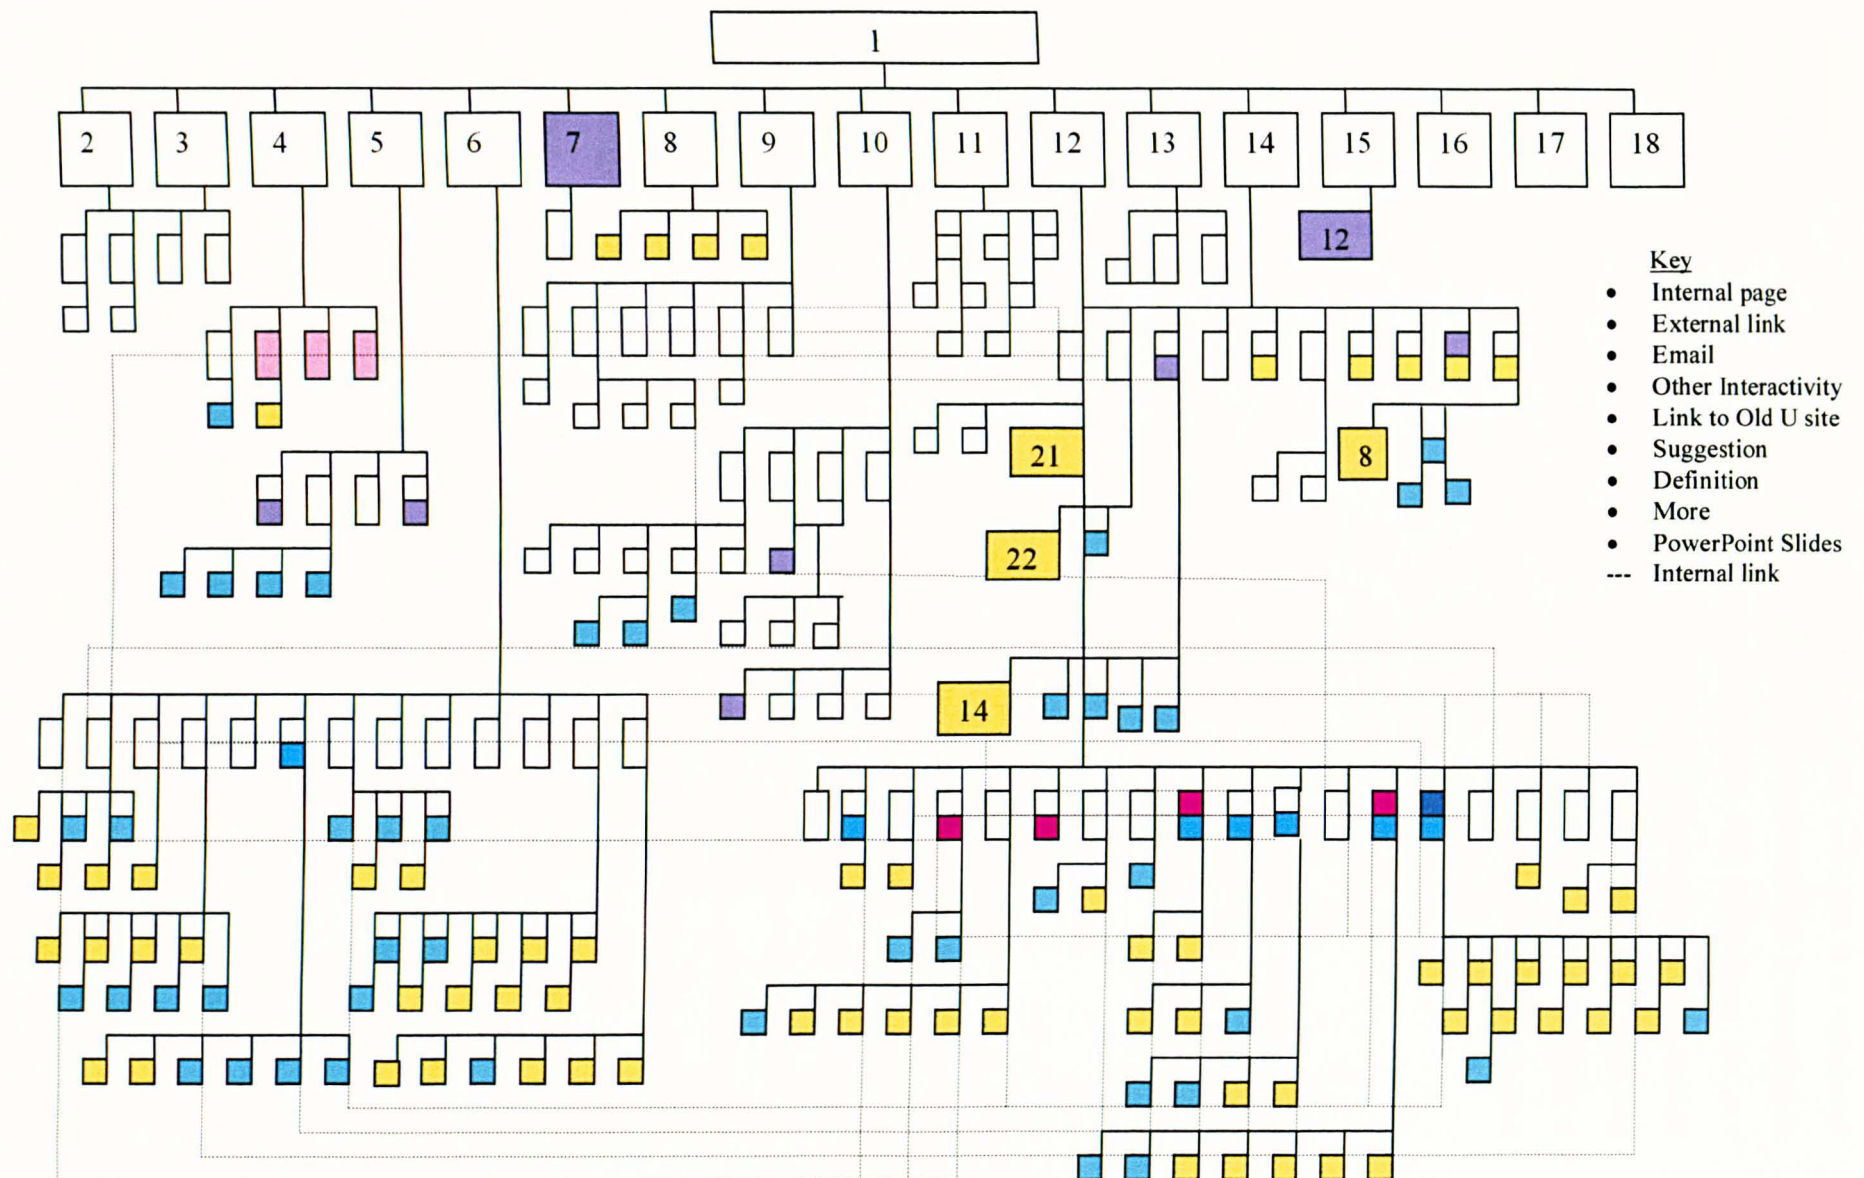 1
2 3 4 5 6 7 8 9 10 11 12 13 14 15 16 17 18
12
Key
• Internal page
• External link
• Email
• Other Interactivity
• Link to Old U site
• Suggestion
• Definition
• More
• PowerPoint Slides
--- Internal link
21
8
22
14